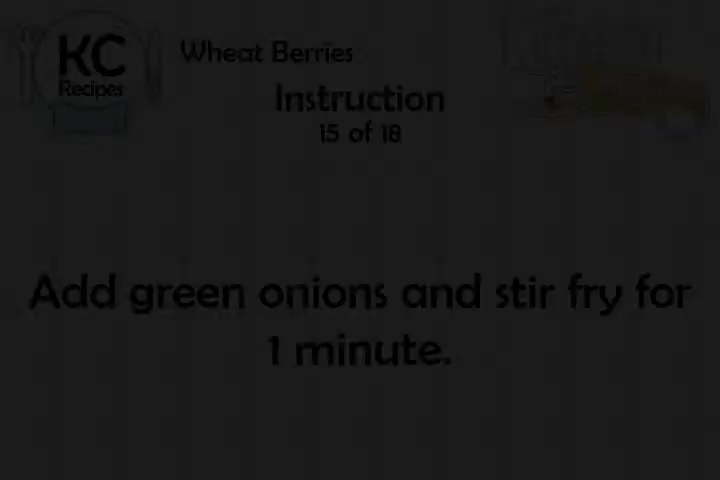 KC
Recipes
Wheat Berries
Instruction
15 of 18
Add green onions and stir fry for
1 minute.